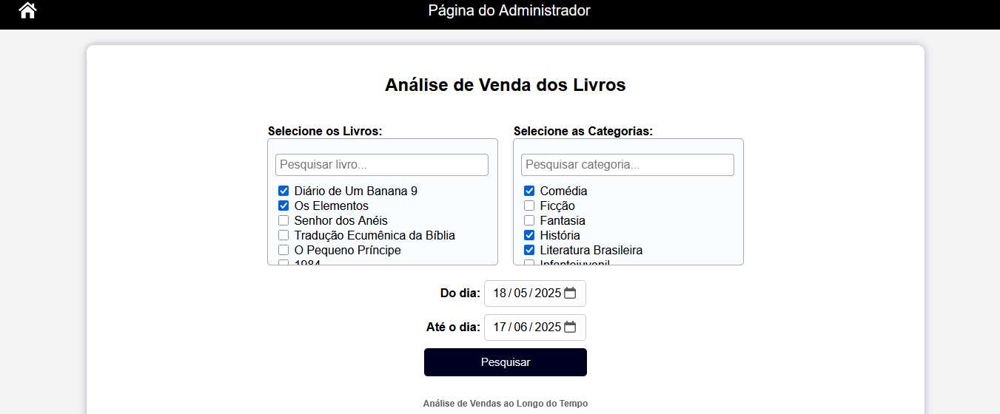 Página do Administrador
Análise de Venda dos Livros
Selecione os Livros:
Pesquisar livro...
Diário de Um Banana 9
Os Elementos
Senhor dos Anéis
Tradução Ecumênica da Bíblia
O Pequeno Príncipe
1984
Selecione as Categorias:
Pesquisar categoria...
Comédia
Ficção
Fantasia
História
Literatura Brasileira
Infantojuvenil
Do dia: 18/05/2025
Até o dia: 17/06/2025
Pesquisar
Análise de Vendas ao Longo do Tempo